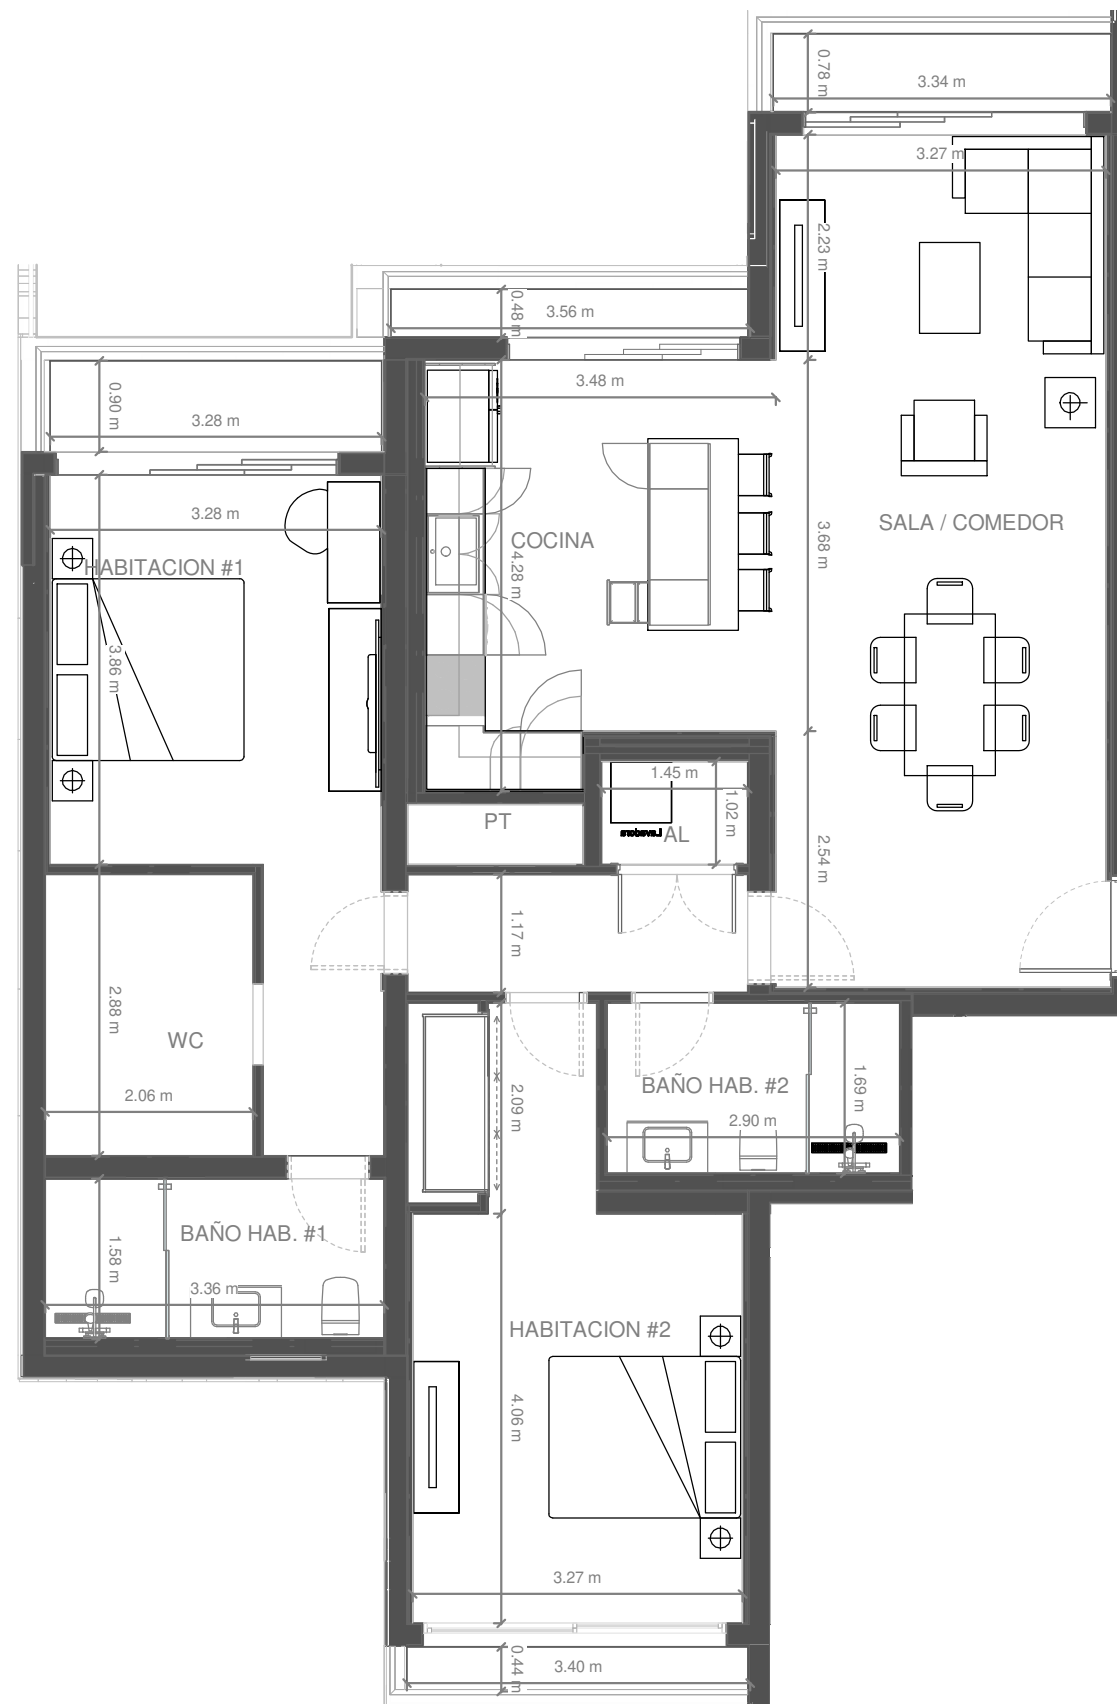 0.78 m
3.34 m
3.27 m
2.23 m
0.48 m
3.56 m
3.48 m
0.90 m
3.28 m
3.28 m
SALA / COMEDOR
3.68 m
COCINA
4.28 m
HABITACION #1
3.86 m
1.45 m
1.02 m
PT
Lavadora
AL
2.54 m
1.17 m
2.88 m
WC
2.06 m
2.09 m
BAÑO HAB. #2
1.69 m
2.90 m
BAÑO HAB. #1
1.58 m
3.36 m
HABITACION #2
4.06 m
3.27 m
0.44 m
3.40 m